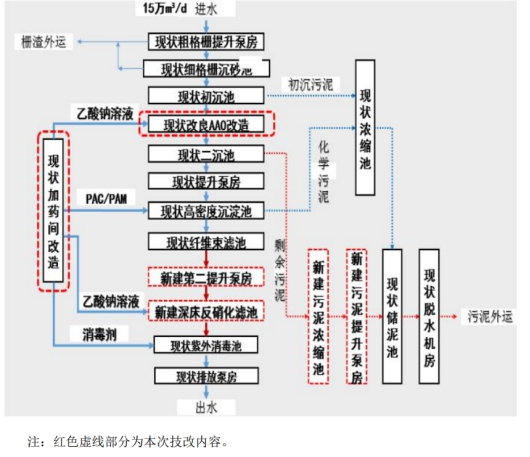 15万m³/d 进水
栅渣外运
现状粗格栅提升泵房
现状细格栅沉砂池
初沉污泥
现状初沉池
乙酸钠溶液
现状改良AAO改造
现状浓缩池
现状二沉池
化学污泥
现状加药间改造
现状提升泵房
PAC/PAM
现状高密度沉淀池
现状纤维束滤池
剩余污泥
新建第二提升泵房
乙酸钠溶液
新建深床反硝化滤池
新建污泥浓缩池
新建污泥提升泵房
现状储泥池
现状脱水机房
污泥外运
消毒剂
现状紫外消毒池
现状排放泵房
出水
注：红色虚线部分为本次技改内容。